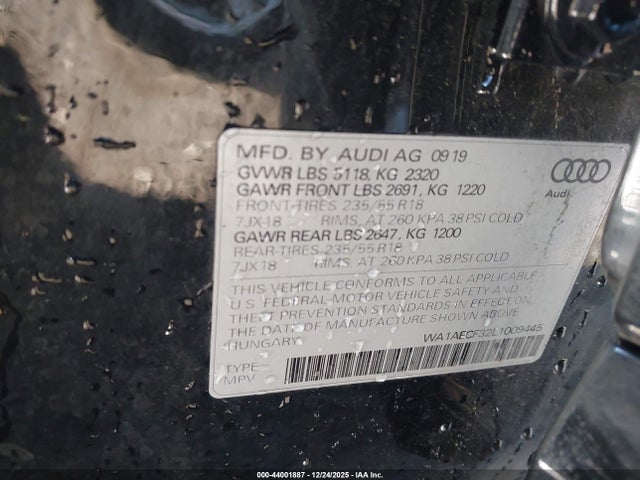 MFD. BY AUDI AG 09 19
GVWR LBS 5118, KG 2320
GAWR FRONT LBS 2691, KG 1220
FRONT-TIRES 235/55 R18
7JX18 RIMS, AT 260 KPA 38 PSI COLD
GAWR REAR LBS 2647, KG 1200
REAR-TIRES 235/55 R18
7JX18 RIMS, AT 260 KPA 38 PSI COLD
THIS VEHICLE CONFORMS TO ALL APPLICABLE
U.S. FEDERAL MOTOR VEHICLE SAFETY AND
THEFT PREVENTION STANDARDS IN EFFECT ON
THE DATE OF MANUFACTURE SHOWN ABOVE
HUNGARY
WA1AECF32L1009445
TYPE:
MPV
Audi
000-44001887 - 12/24/2025 - IAA Inc.